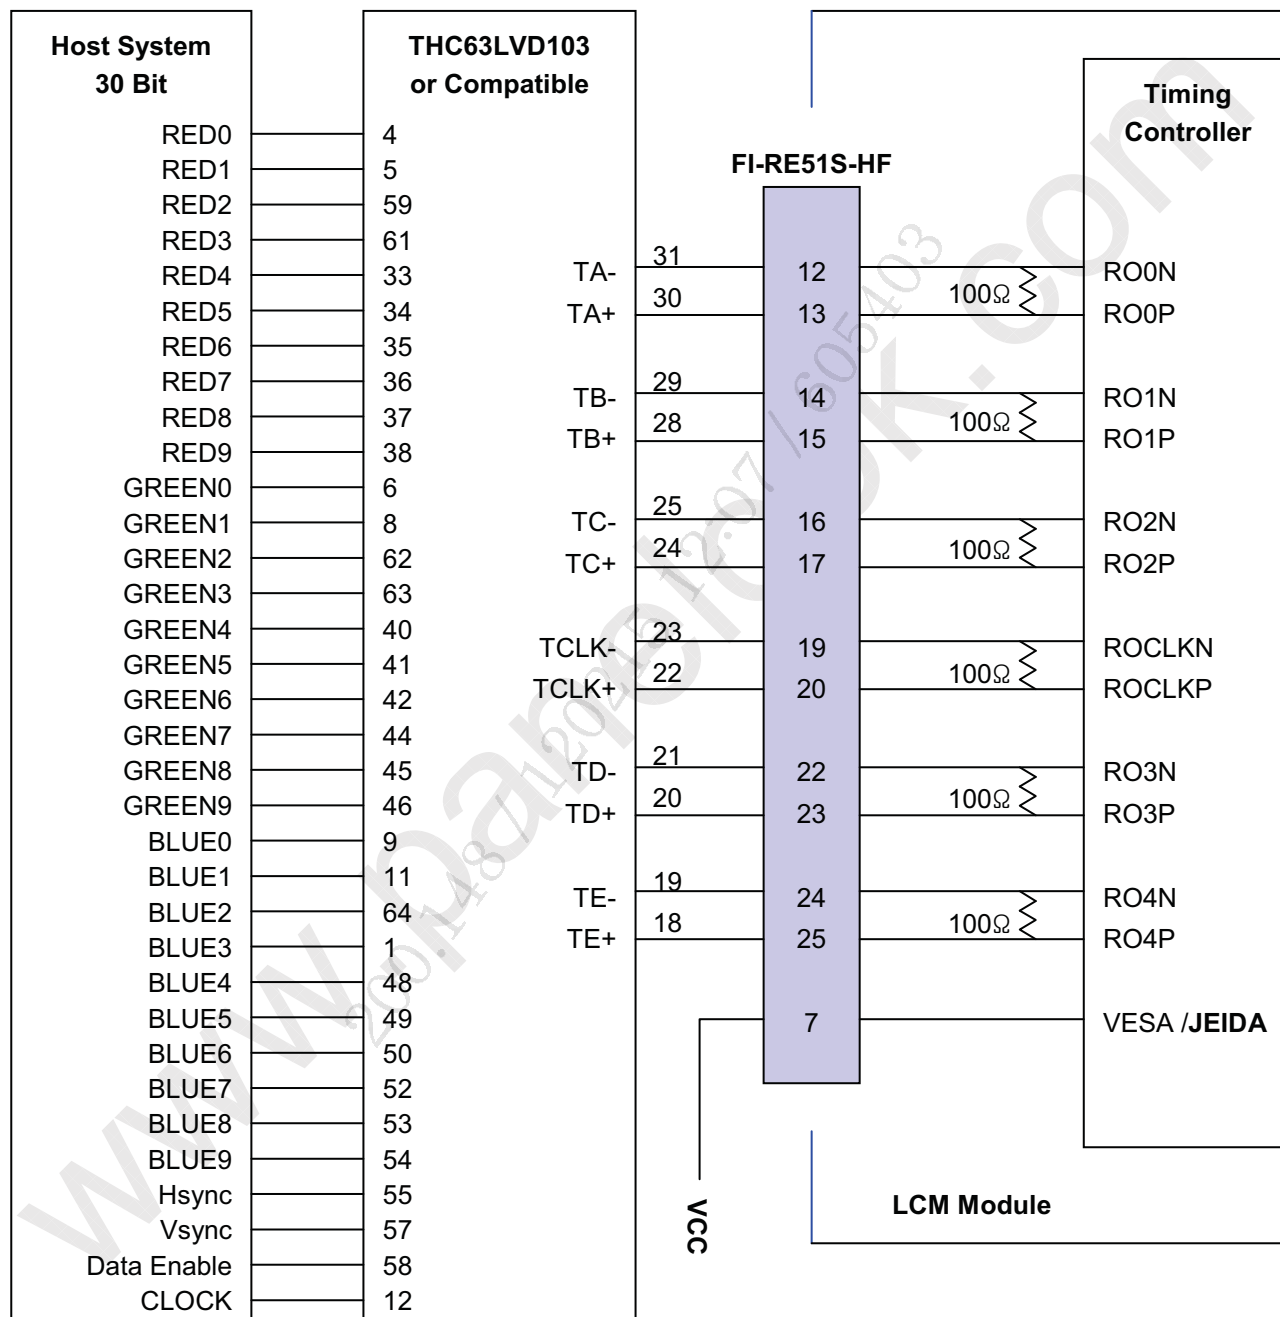 Host System
30 Bit
RED0 4
RED1 5
RED2 59
RED3 61
RED4 33
RED5 34
RED6 35
RED7 36
RED8 37
RED9 38
GREEN0 6
GREEN1 8
GREEN2 62
GREEN3 63
GREEN4 40
GREEN5 41
GREEN6 42
GREEN7 44
GREEN8 45
GREEN9 46
BLUE0 9
BLUE1 11
BLUE2 64
BLUE3 1
BLUE4 48
BLUE5 49
BLUE6 50
BLUE7 52
BLUE8 53
BLUE9 54
Hsync 55
Vsync 57
Data Enable 58
CLOCK 12
THC63LVD103
or Compatible
TA- 31
TA+ 30
TB- 29
TB+ 28
TC- 25
TC+ 24
TCLK- 23
TCLK+ 22
TD- 21
TD+ 20
TE- 19
TE+ 18
FI-RE51S-HF
12
13
14
15
16
17
19
20
22
23
24
25
7
VCC
100Ω
100Ω
100Ω
100Ω
100Ω
100Ω
Timing
Controller
RO0N
RO0P
RO1N
RO1P
RO2N
RO2P
ROCLKN
ROCLKP
RO3N
RO3P
RO4N
RO4P
VESA /JEIDA
LCM Module
www.panelook.com